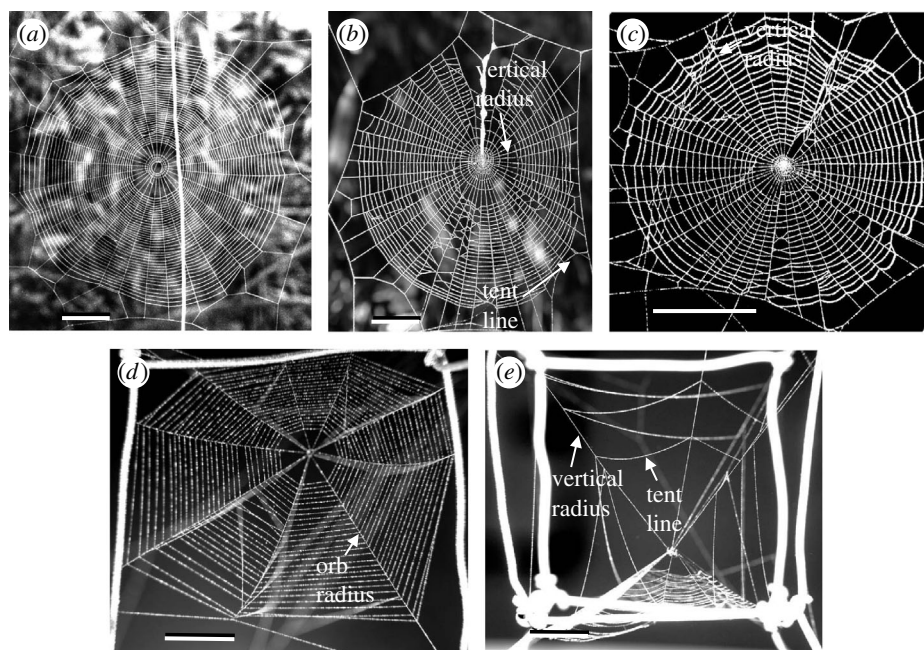 (a)
(b)
vertical
radius
tent
line
(c)
vertical
radius
(d)
orb
radius
(e)
vertical
radius
tent
line